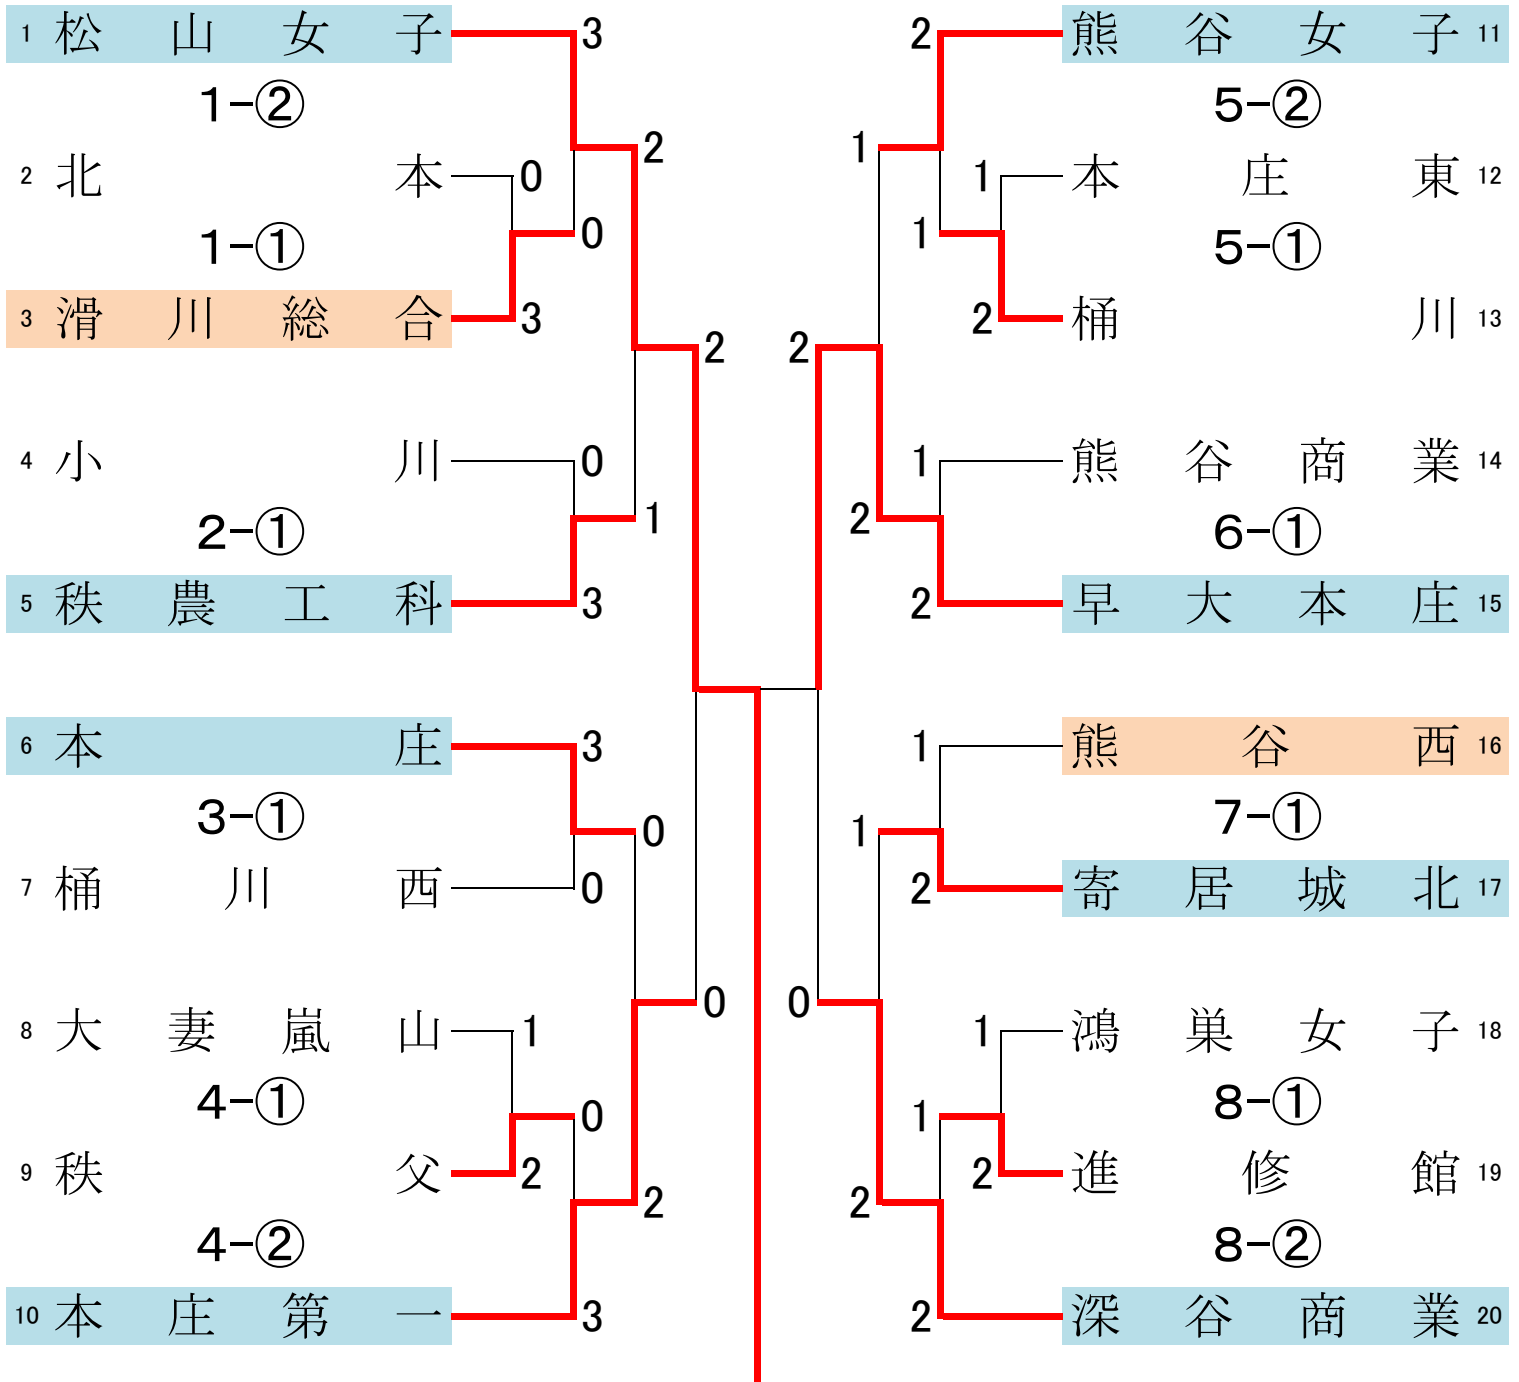 1 松山女子 3 2 熊谷女子 11
1-② 5-②
2 1
2 北本 0 1 本庄東 12
1-① 0 1 5-①
3 滑川総合 3 2 桶川 13
2 2
4 小川 0 1 熊谷商業 14
2-① 1 2 6-①
5 秩農工科 3 2 早大本庄 15
6 本庄 3 1 熊谷西 16
3-① 0 1 7-①
7 桶川西 0 2 寄居城北 17
0 0
8 大妻嵐山 1 1 鴻巣女子 18
4-① 0 1 8-①
9 秩父 2 2 進修館 19
2 2
4-② 8-②
10 本庄第一 3 2 深谷商業 20